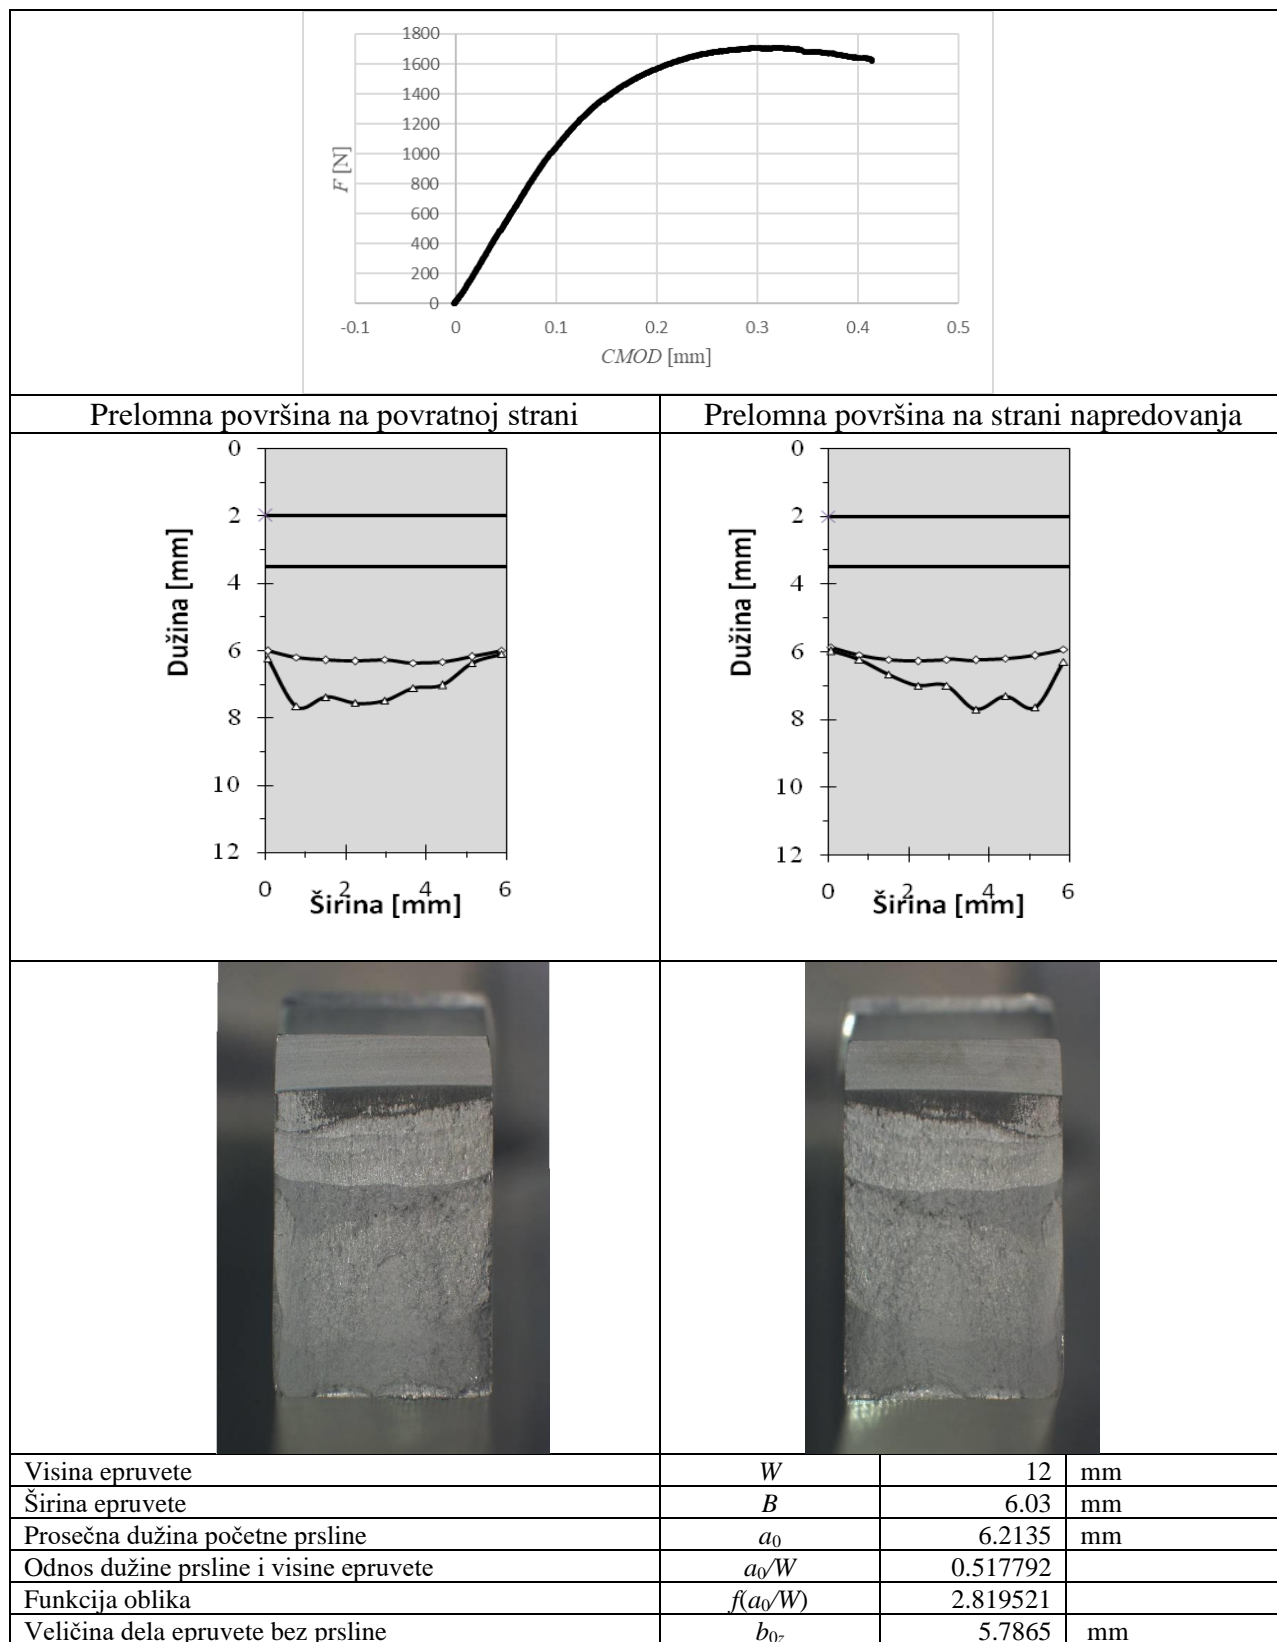 1800
1600
1400
1200
1000
800
600
400
200
0
F [N]
-0.1 0 0.1 0.2 0.3 0.4 0.5
CMOD [mm]
Prelomna površina na povratnoj strani Prelomna površina na strani napredovanja
0
2
4
6
8
10
12
Dužina [mm]
0 2 4 6
Širina [mm]
0
2
4
6
8
10
12
Dužina [mm]
0 2 4 6
Širina [mm]
Visina epruvete W 12 mm
Širina epruvete B 6.03 mm
Prosečna dužina početne prsline a0 6.2135 mm
Odnos dužine prsline i visine epruvete a0/W 0.517792
Funkcija oblika f(a0/W) 2.819521
Veličina dela epruvete bez prsline b0z 5.7865 mm